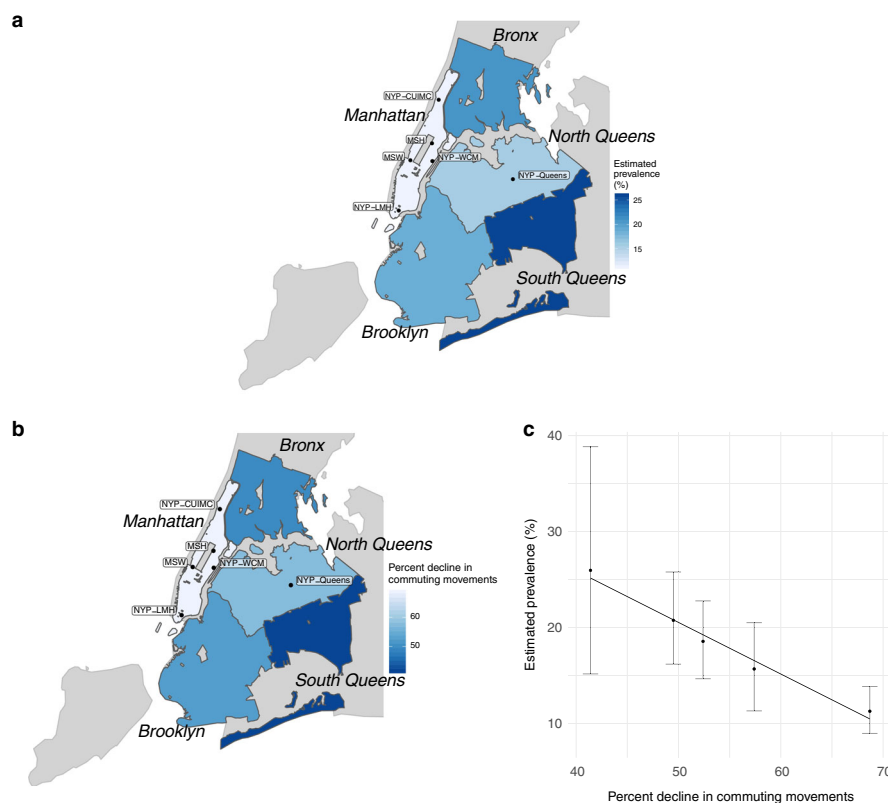 a
Bronx
NYP-CUIMC
Manhattan
MSH
North Queens
MSW
NYP-WCM
NYP-Queens
NYP-LMH
Estimated
prevalence
(%)
25
20
15
South Queens
Brooklyn
b
Bronx
NYP-CUIMC
Manhattan
MSH
North Queens
MSW
NYP-WCM
NYP-Queens
NYP-LMH
Percent decline in
commuting movements
60
50
South Queens
Brooklyn
c
Estimated prevalence (%)
40
30
20
10
40
50
60
70
Percent decline in commuting movements